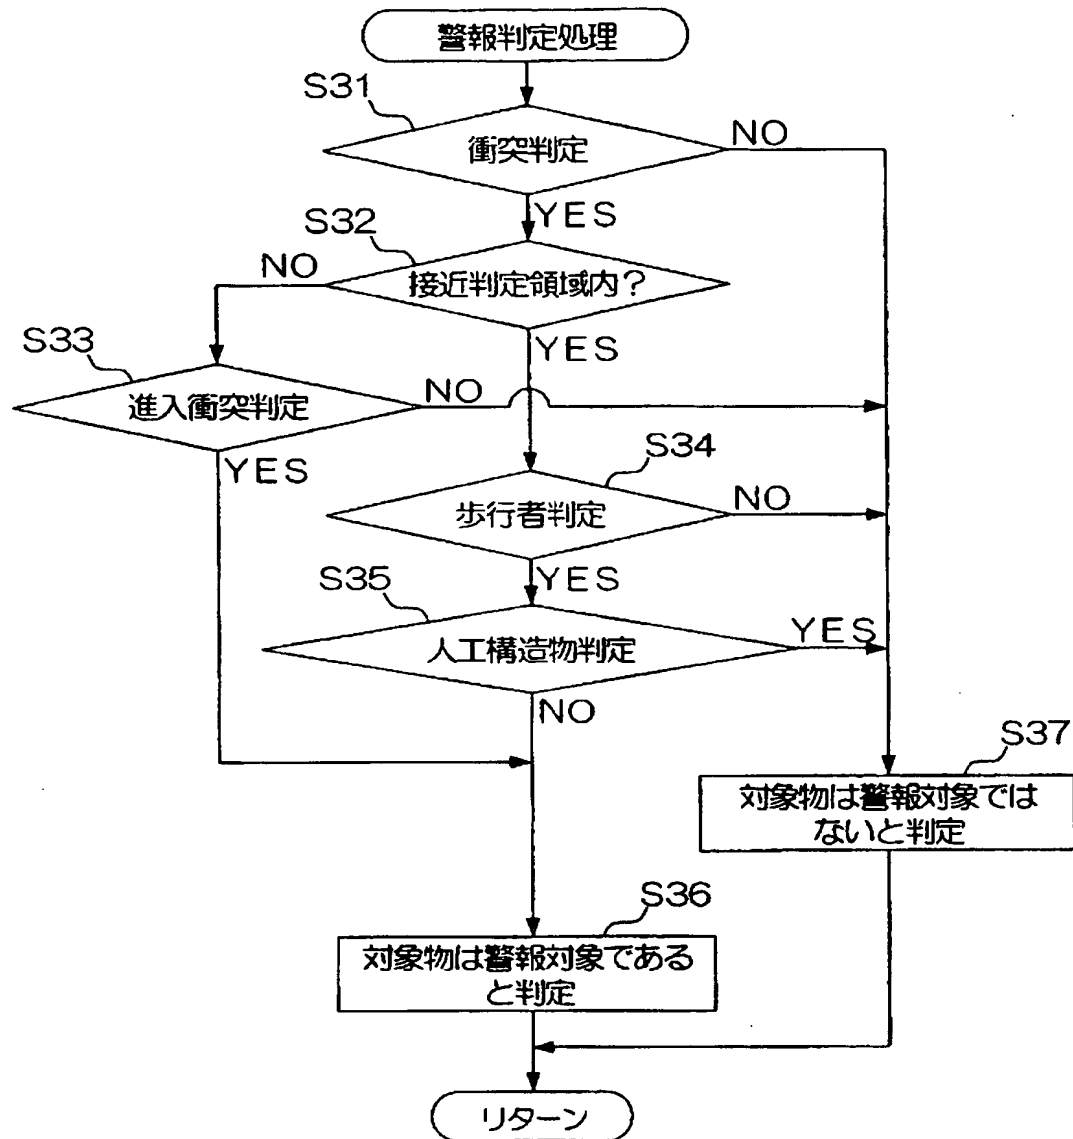 警報判定処理
S31
衝突判定
NO
YES
S32
接近判定領域内?
NO
YES
S33
進入衝突判定
NO
YES
S34
歩行者判定
NO
YES
S35
人工構造物判定
YES
NO
S37
対象物は警報対象では
ないと判定
S36
対象物は警報対象である
と判定
リターン